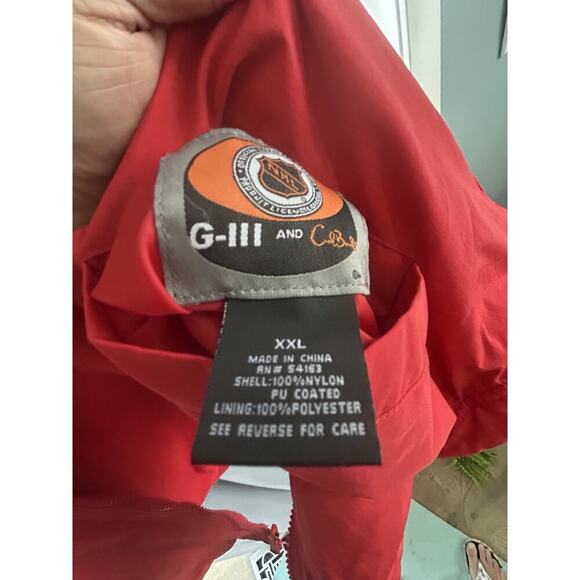 NHL
G-III AND
XXL
MADE IN CHINA
RN# 54163
SHELL:100%NYLON
PU COATED
LINING:100%POLYESTER
SEE REVERSE FOR CARE